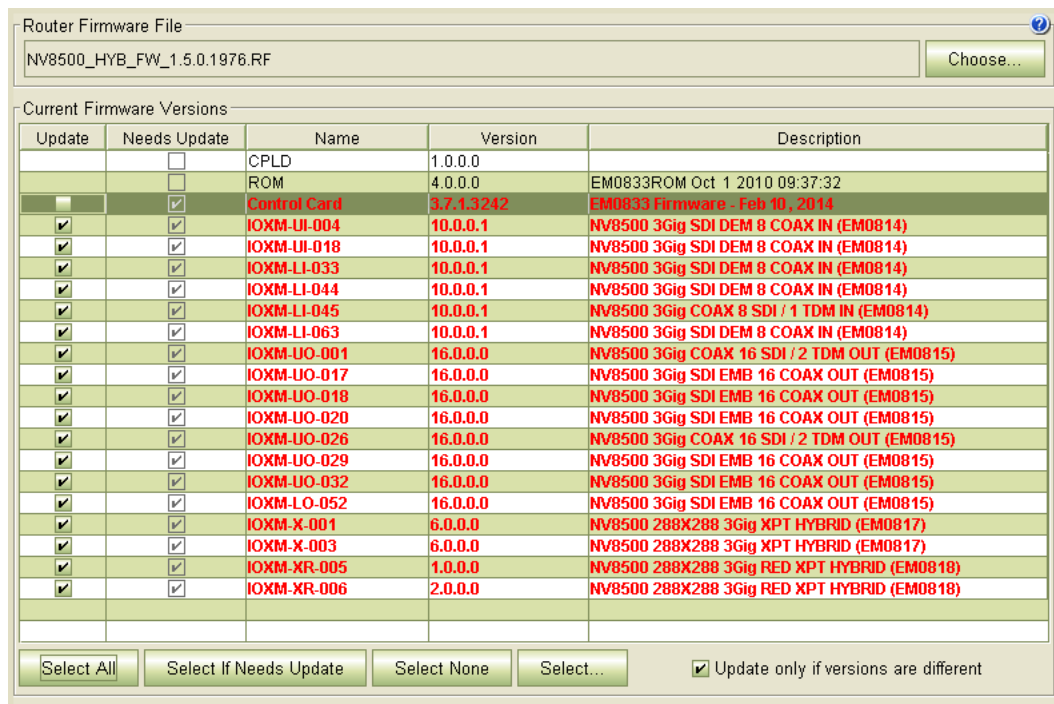 Router Firmware File
NV8500_HYB_FW_1.5.0.1976.RF Choose...
Current Firmware Versions
Update Needs Update Name Version Description
CPLD 1.0.0.0
ROM 4.0.0.0 EM0833ROM Oct 1 2010 09:37:32
Control Card 3.7.1.3242 EM0833 Firmware - Feb 10, 2014
IOXM-UI-004 10.0.0.1 NV8500 3Gig SDI DEM 8 COAX IN (EM0814)
IOXM-UI-018 10.0.0.1 NV8500 3Gig SDI DEM 8 COAX IN (EM0814)
IOXM-LI-033 10.0.0.1 NV8500 3Gig SDI DEM 8 COAX IN (EM0814)
IOXM-LI-044 10.0.0.1 NV8500 3Gig SDI DEM 8 COAX IN (EM0814)
IOXM-LI-045 10.0.0.1 NV8500 3Gig COAX 8 SDI / 1 TDM IN (EM0814)
IOXM-LI-063 10.0.0.1 NV8500 3Gig SDI DEM 8 COAX IN (EM0814)
IOXM-UO-001 16.0.0.0 NV8500 3Gig COAX 16 SDI / 2 TDM OUT (EM0815)
IOXM-UO-017 16.0.0.0 NV8500 3Gig SDI EMB 16 COAX OUT (EM0815)
IOXM-UO-018 16.0.0.0 NV8500 3Gig SDI EMB 16 COAX OUT (EM0815)
IOXM-UO-020 16.0.0.0 NV8500 3Gig SDI EMB 16 COAX OUT (EM0815)
IOXM-UO-026 16.0.0.0 NV8500 3Gig COAX 16 SDI / 2 TDM OUT (EM0815)
IOXM-UO-029 16.0.0.0 NV8500 3Gig SDI EMB 16 COAX OUT (EM0815)
IOXM-UO-032 16.0.0.0 NV8500 3Gig SDI EMB 16 COAX OUT (EM0815)
IOXM-LO-052 16.0.0.0 NV8500 3Gig SDI EMB 16 COAX OUT (EM0815)
IOXM-X-001 6.0.0.0 NV8500 288X288 3Gig XPT HYBRID (EM0817)
IOXM-X-003 6.0.0.0 NV8500 288X288 3Gig XPT HYBRID (EM0817)
IOXM-XR-005 1.0.0.0 NV8500 288X288 3Gig RED XPT HYBRID (EM0818)
IOXM-XR-006 2.0.0.0 NV8500 288X288 3Gig RED XPT HYBRID (EM0818)
Select All Select If Needs Update Select None Select... Update only if versions are different